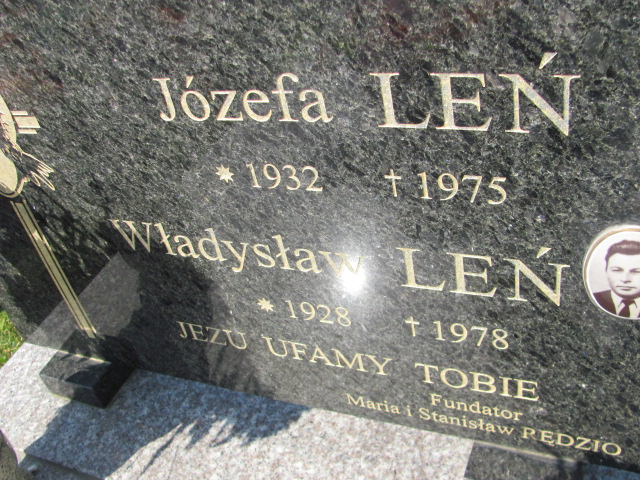 Józefa LEŃ
* 1932 † 1975
Władysław LEŃ
* 1928 † 1978
JEZU UFAMY TOBIE
Fundator
Maria i Stanisław PĘDZIO